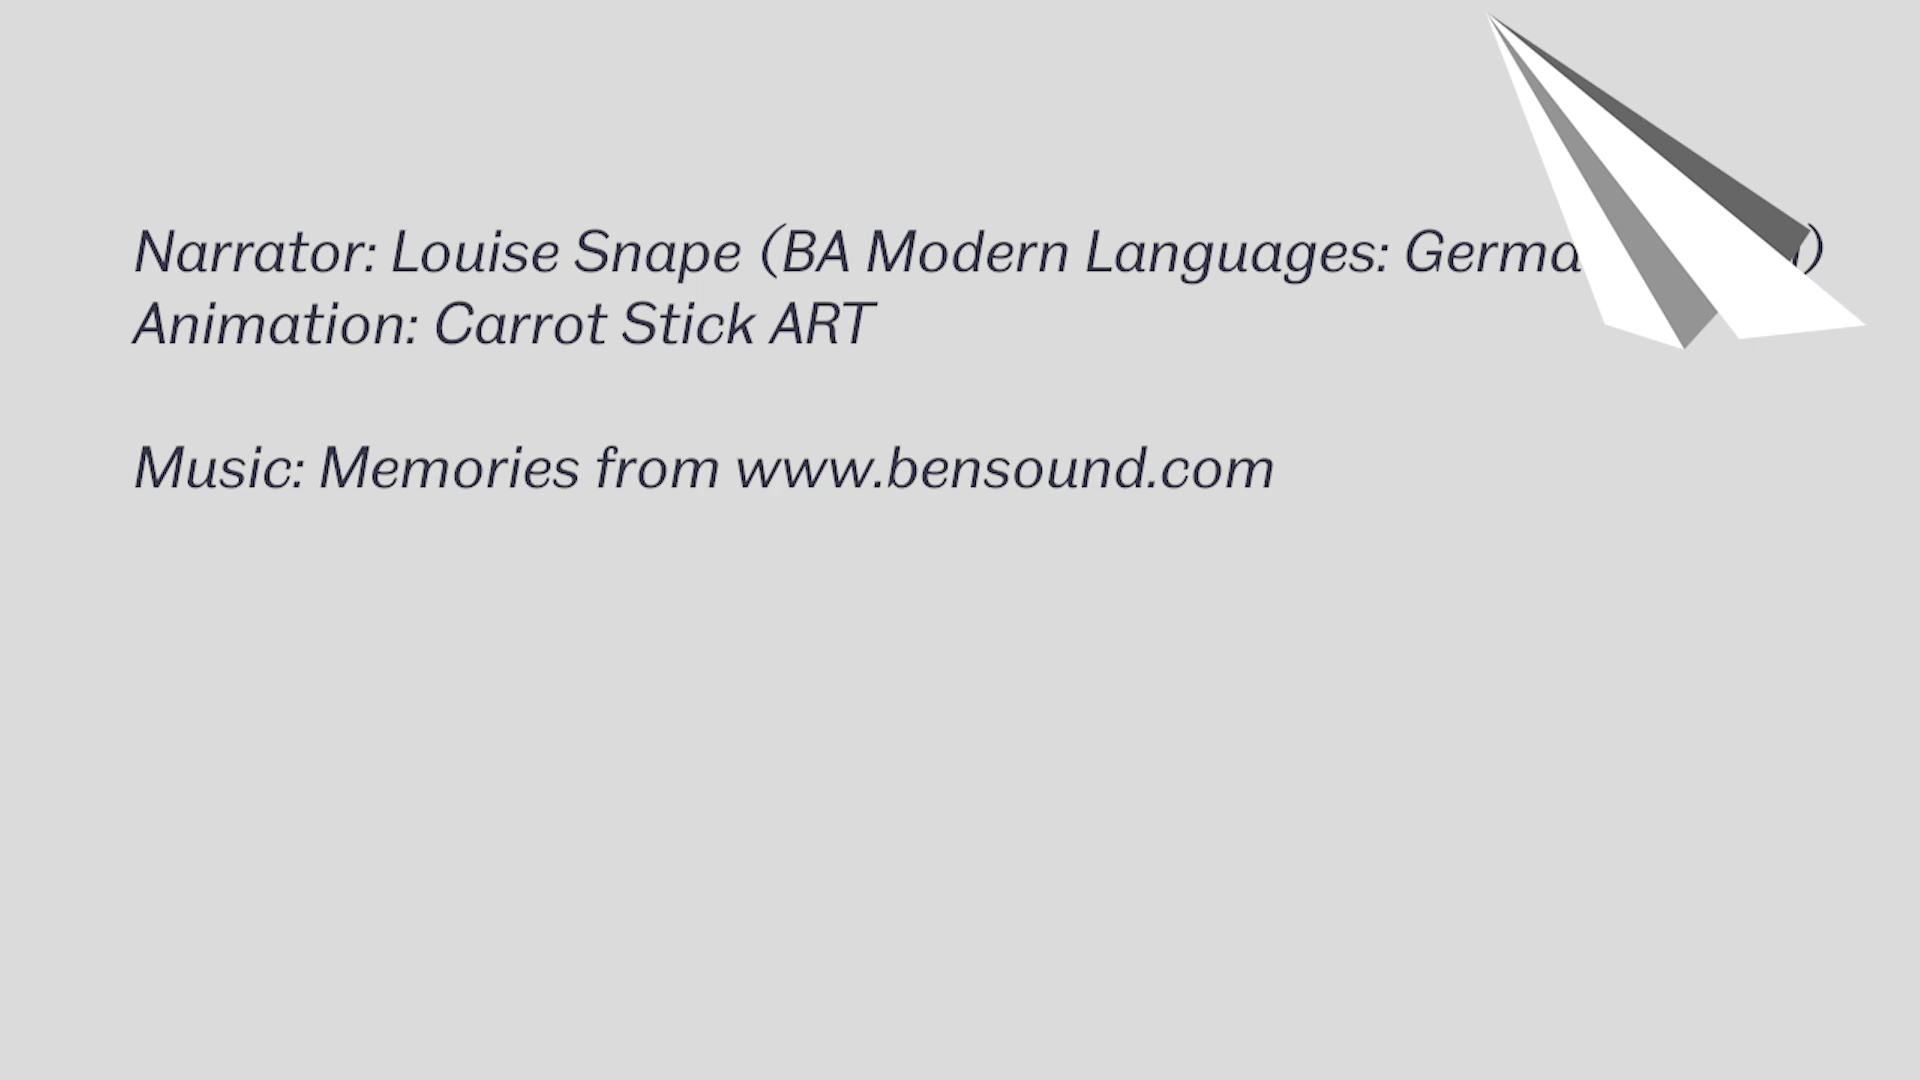 Narrator: Louise Snape (BA Modern Languages:
Animation: Carrot Stick ART
Music: Memories from www.bensound.com